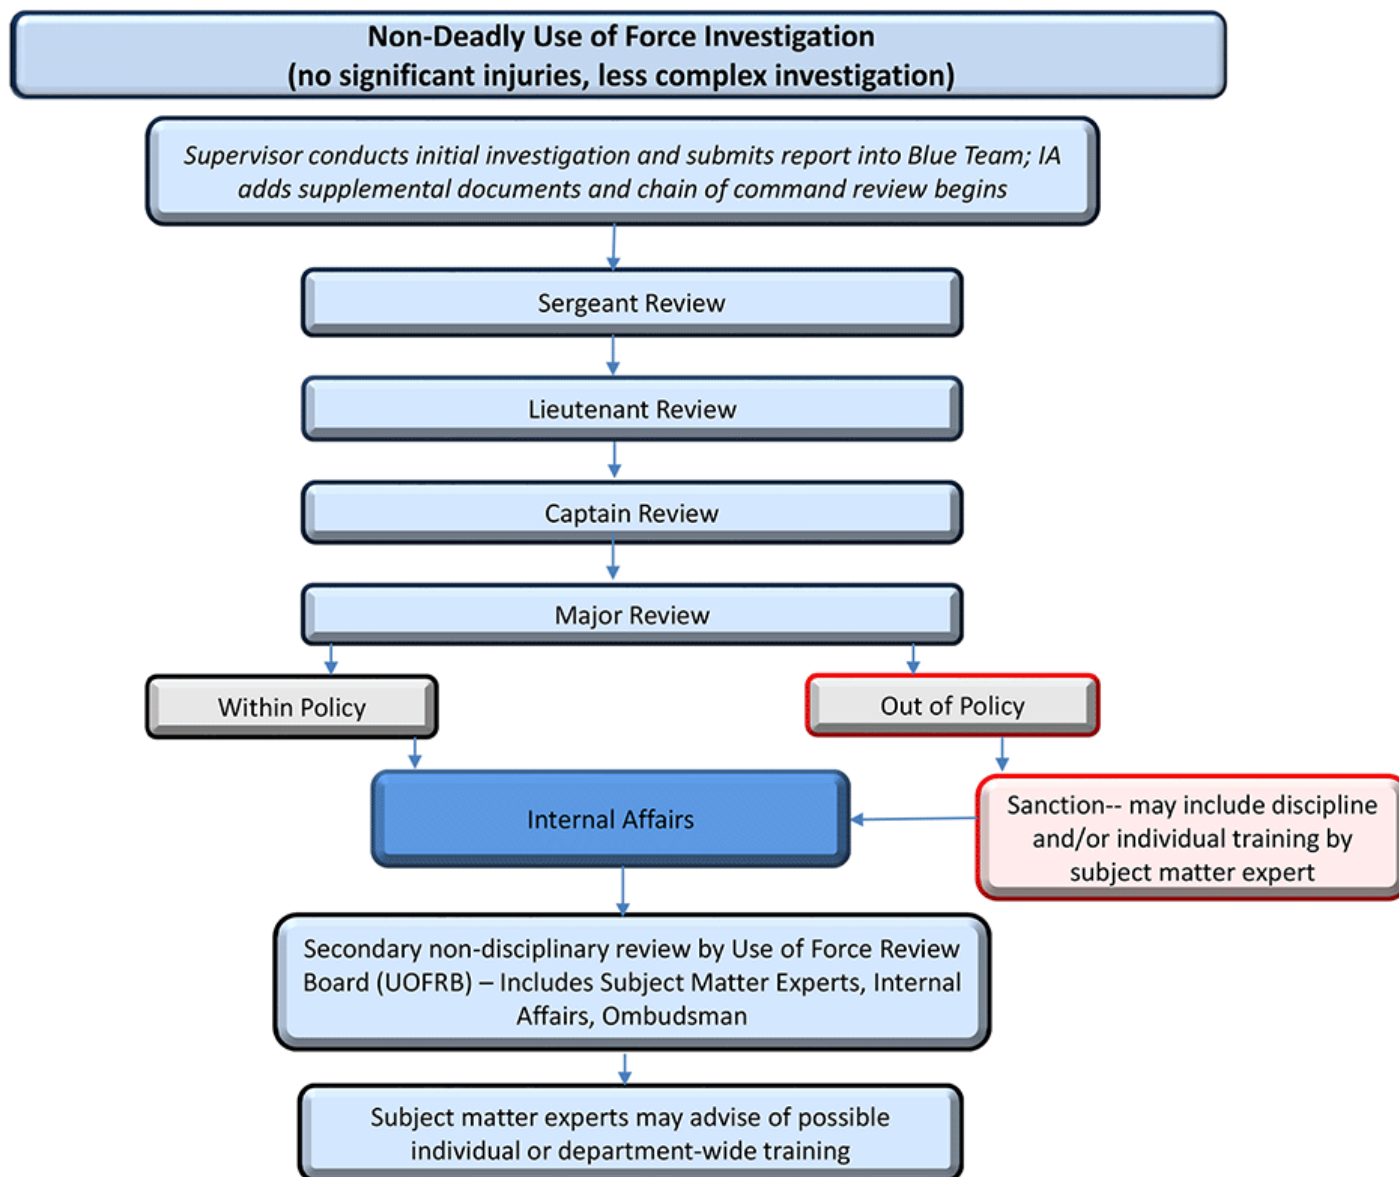 Non-Deadly Use of Force Investigation
(no significant injuries, less complex investigation)
Supervisor conducts initial investigation and submits report into Blue Team; IA
adds supplemental documents and chain of command review begins
Sergeant Review
Lieutenant Review
Captain Review
Major Review
Within Policy
Out of Policy
Internal Affairs
Sanction-- may include discipline
and/or individual training by
subject matter expert
Secondary non-disciplinary review by Use of Force Review
Board (UOFRB) – Includes Subject Matter Experts, Internal
Affairs, Ombudsman
Subject matter experts may advise of possible
individual or department-wide training